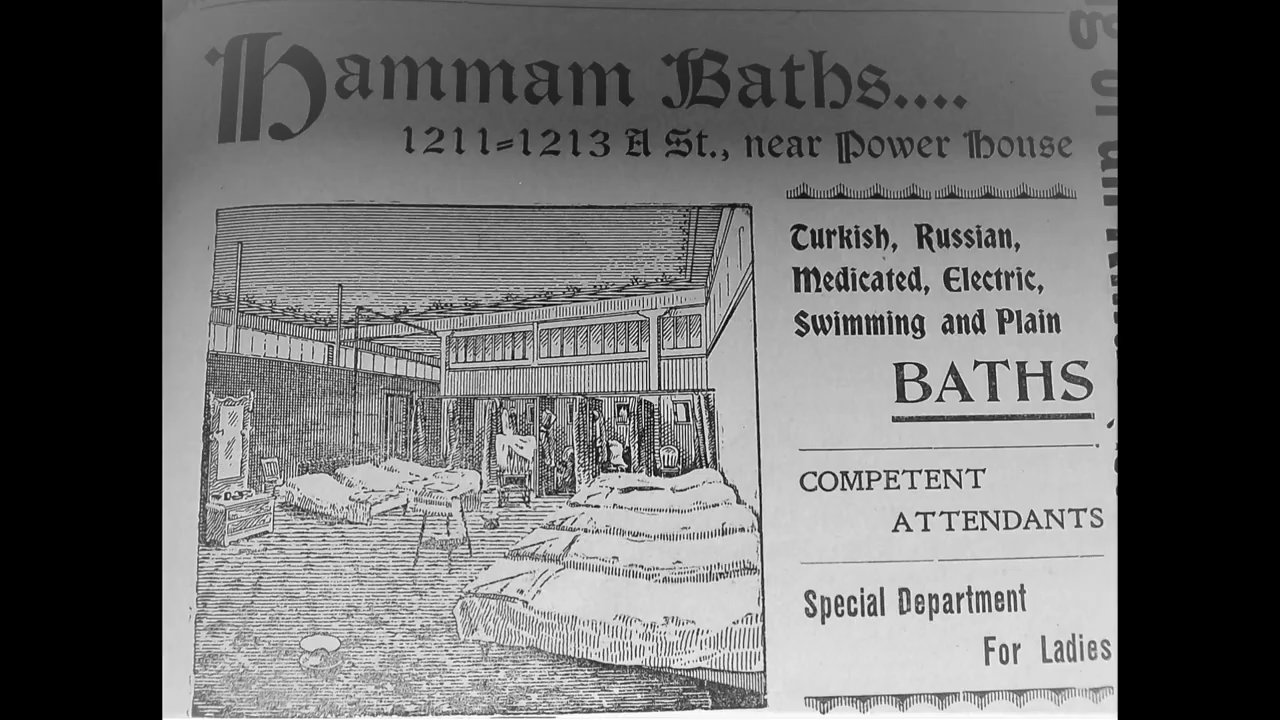 Hammam Baths....
1211=1213 A St., near Power House
Turkish, Russian,
Medicated, Electric,
Swimming and Plain
BATHS
COMPETENT
ATTENDANTS
Special Department
For Ladies